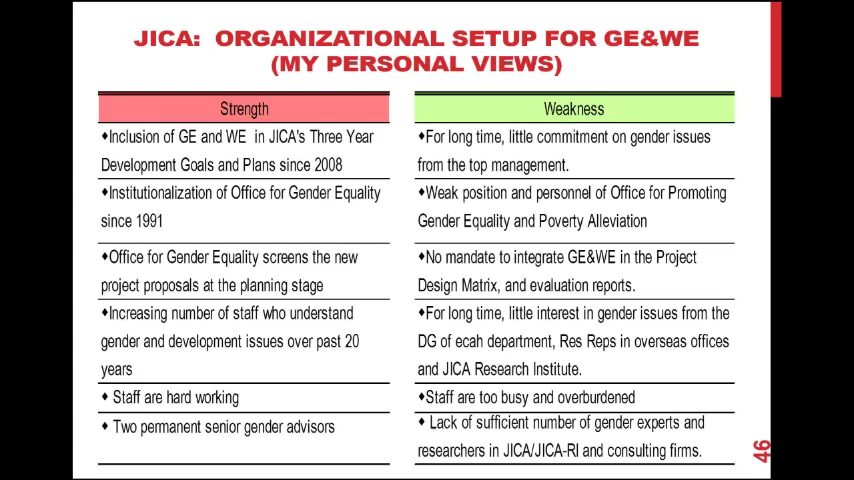 JICA: ORGANIZATIONAL SETUP FOR GE&WE
(MY PERSONAL VIEWS)
Strength
♦Inclusion of GE and WE in JICA's Three Year
Development Goals and Plans since 2008
♦Institutionalization of Office for Gender Equality
since 1991
♦Office for Gender Equality screens the new
project proposals at the planning stage
♦Increasing number of staff who understand
gender and development issues over past 20
years
♦ Staff are hard working
♦ Two permanent senior gender advisors
Weakness
♦For long time, little commitment on gender issues
from the top management.
♦Weak position and personnel of Office for Promoting
Gender Equality and Poverty Alleviation
♦No mandate to integrate GE&WE in the Project
Design Matrix, and evaluation reports.
♦For long time, little interest in gender issues from the
DG of ecah department, Res Reps in overseas offices
and JICA Research Institute.
♦Staff are too busy and overburdened
♦ Lack of sufficient number of gender experts and
researchers in JICA/JICA-RI and consulting firms.
46